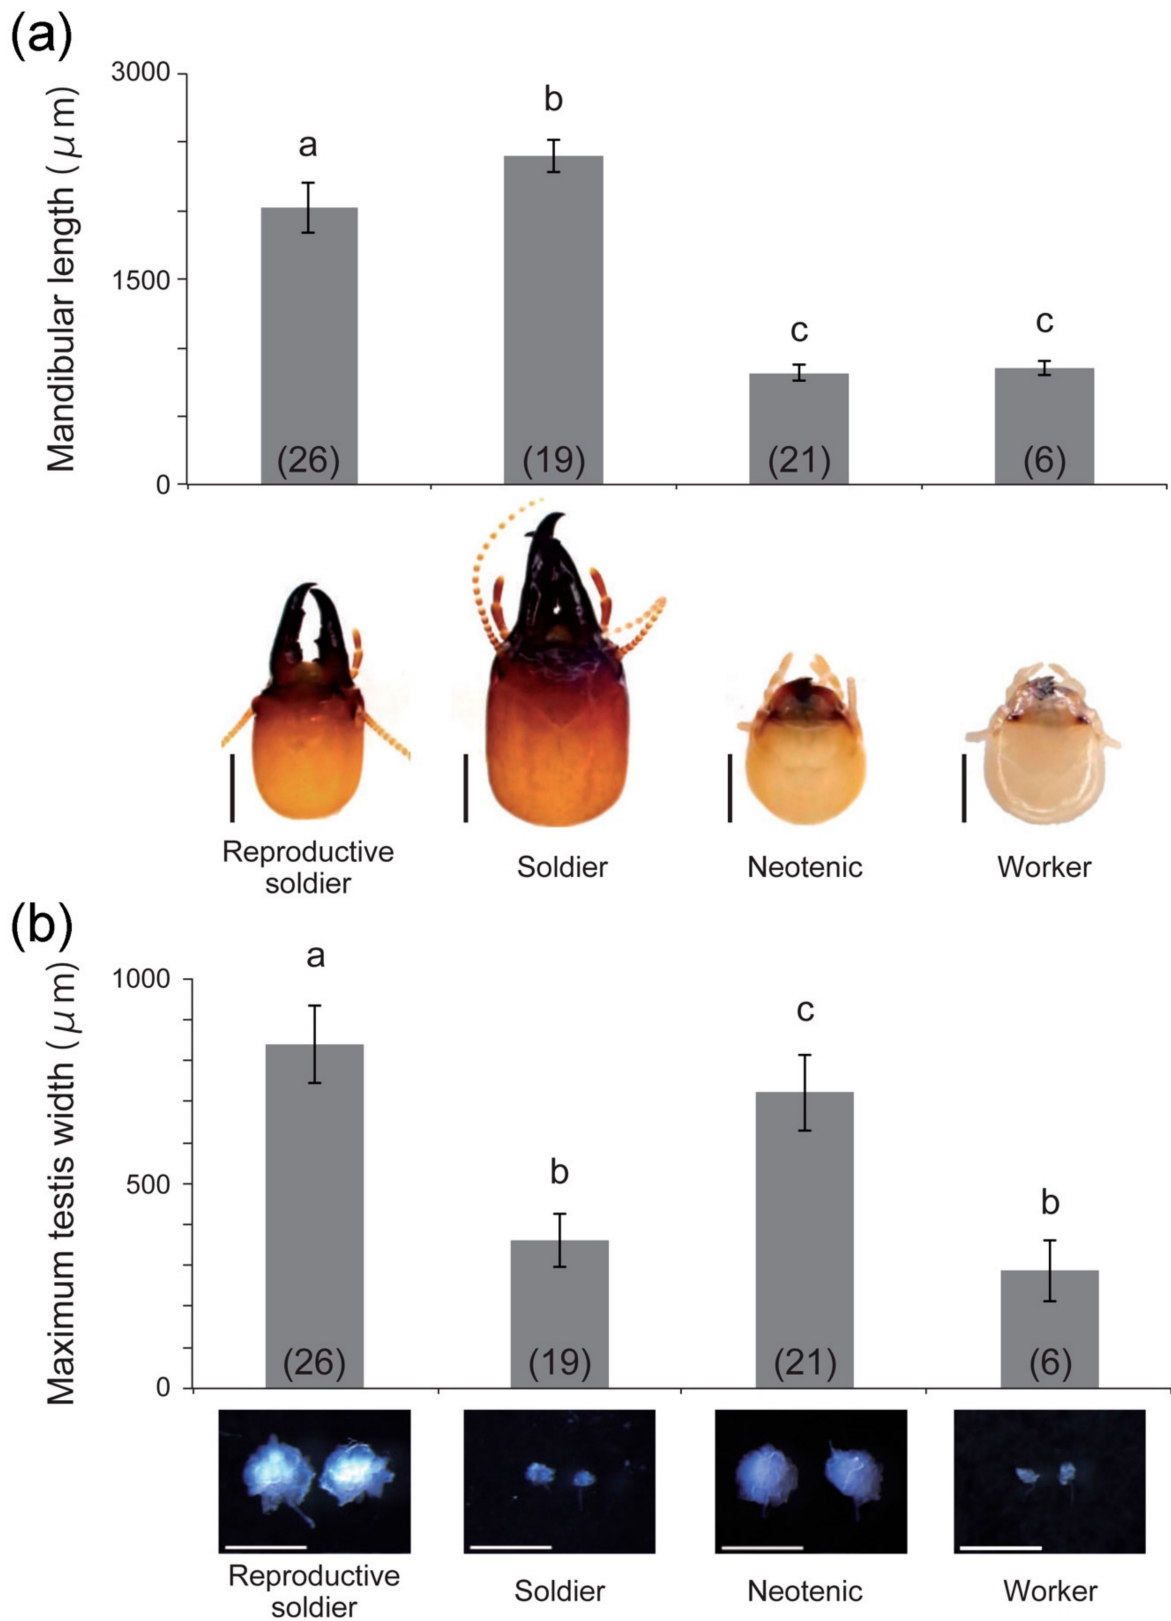 (a)
Mandibular length (μm)
3000
1500
0
a
b
c
c
(26)
(19)
(21)
(6)
Reproductive
soldier
Soldier
Neotenic
Worker
(b)
Maximum testis width (μm)
1000
500
0
a
b
c
b
(26)
(19)
(21)
(6)
Reproductive
soldier
Soldier
Neotenic
Worker